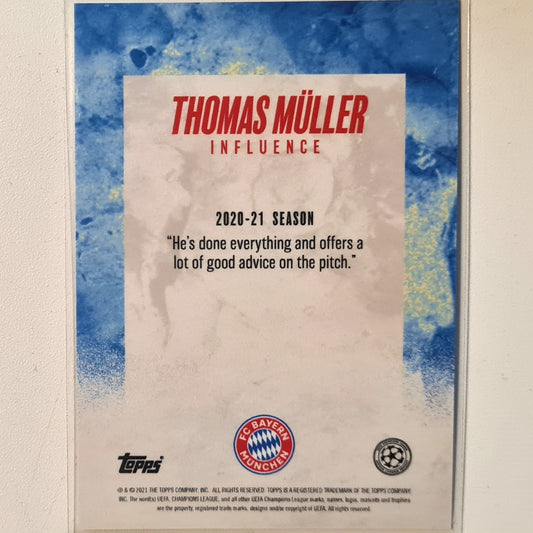 THOMAS MÜLLER
INFLUENCE
2020-21 SEASON
“He's done everything and offers a
lot of good advice on the pitch.”
FC BAYERN
MÜNCHEN
Topps
® & © 2021 THE TOPPS COMPANY, INC. ALL RIGHTS RESERVED. TOPPS IS A REGISTERED TRADEMARK OF THE TOPPS COMPANY,
INC. The word(s) UEFA, CHAMPIONS LEAGUE, and all other UEFA Champions League marks, names, logos, mascots and trophies
are the property, registered trade marks, designs and/or copyright of UEFA. All rights reserved.